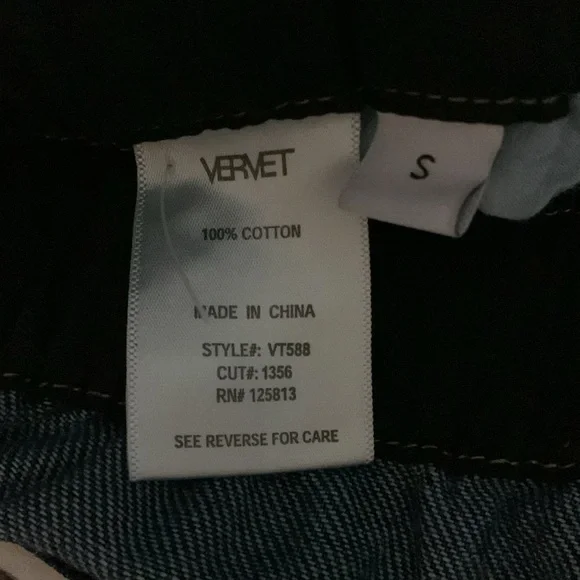 VERVET
S
100% COTTON
MADE IN CHINA
STYLE#: VT588
CUT#: 1356
RN# 125813
SEE REVERSE FOR CARE